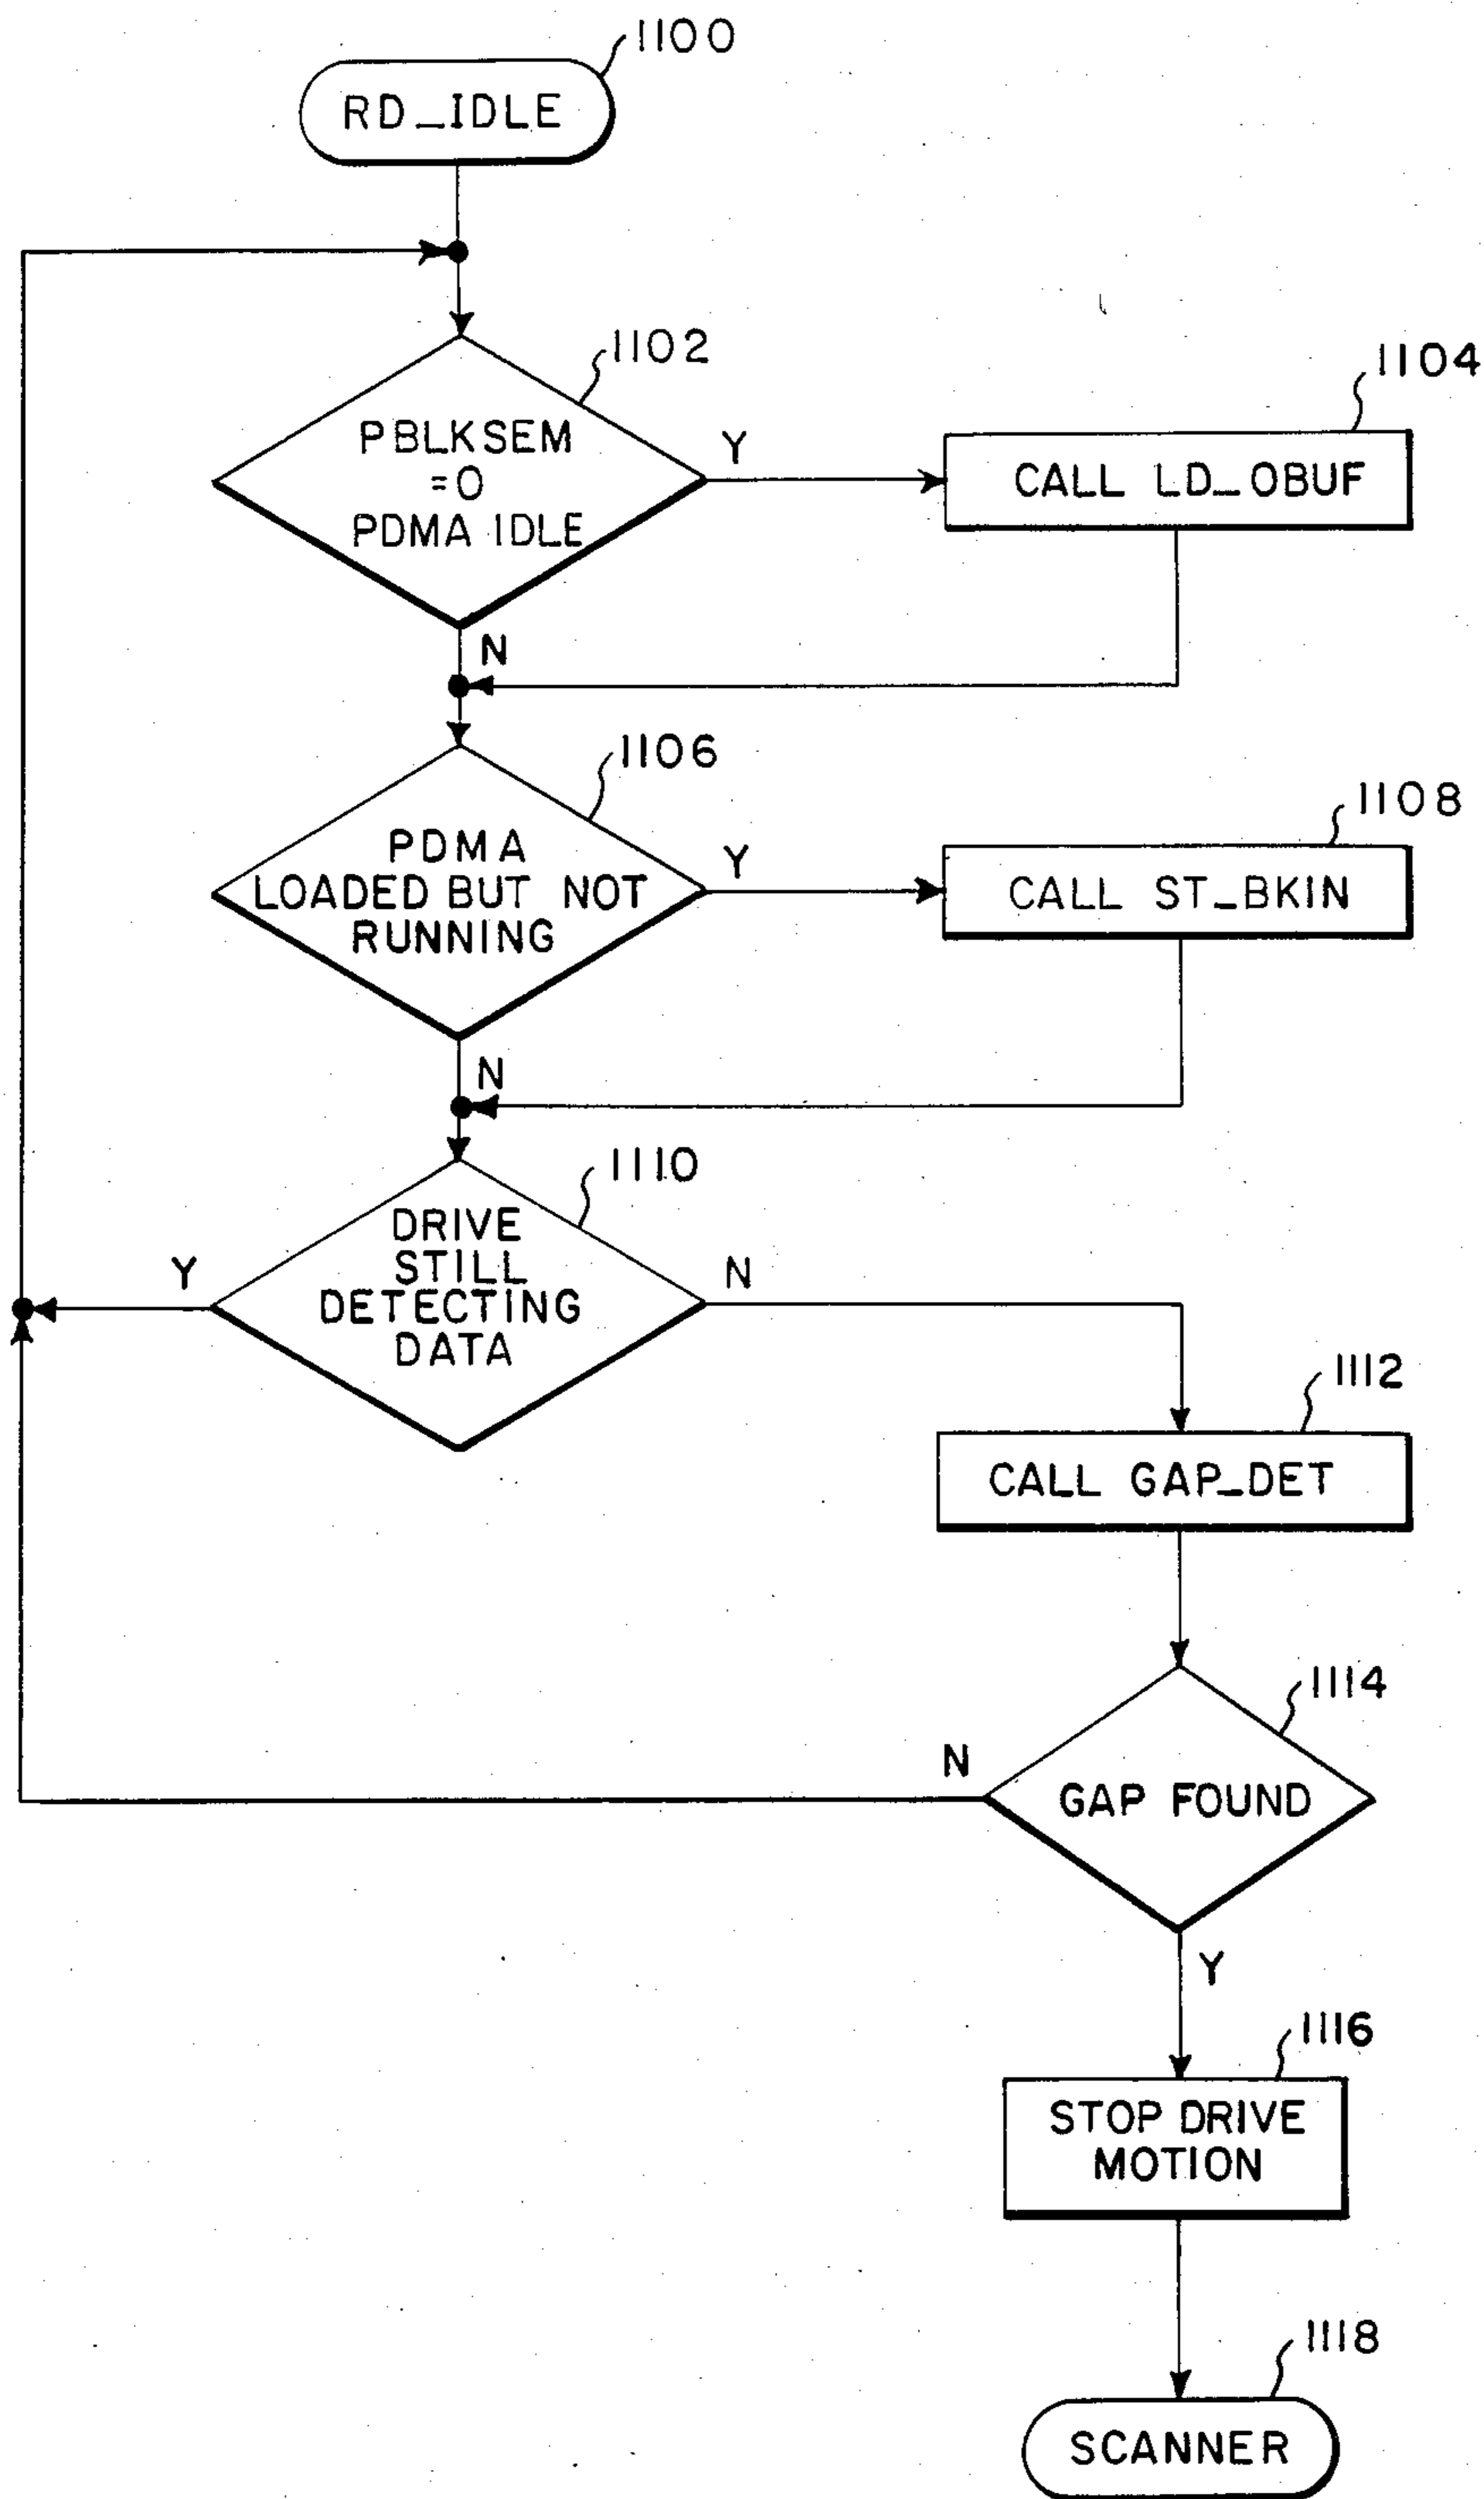 1100
RD_IDLE
1102
PBLKSEM
=0
PDMA IDLE
Y
1104
CALL LD_OBUF
N
1106
PDMA
LOADED BUT NOT
RUNNING
Y
1108
CALL ST_BKIN
N
1110
DRIVE
STILL
DETECTING
DATA
Y
N
1112
CALL GAP_DET
1114
GAP FOUND
N
Y
1116
STOP DRIVE
MOTION
1118
SCANNER